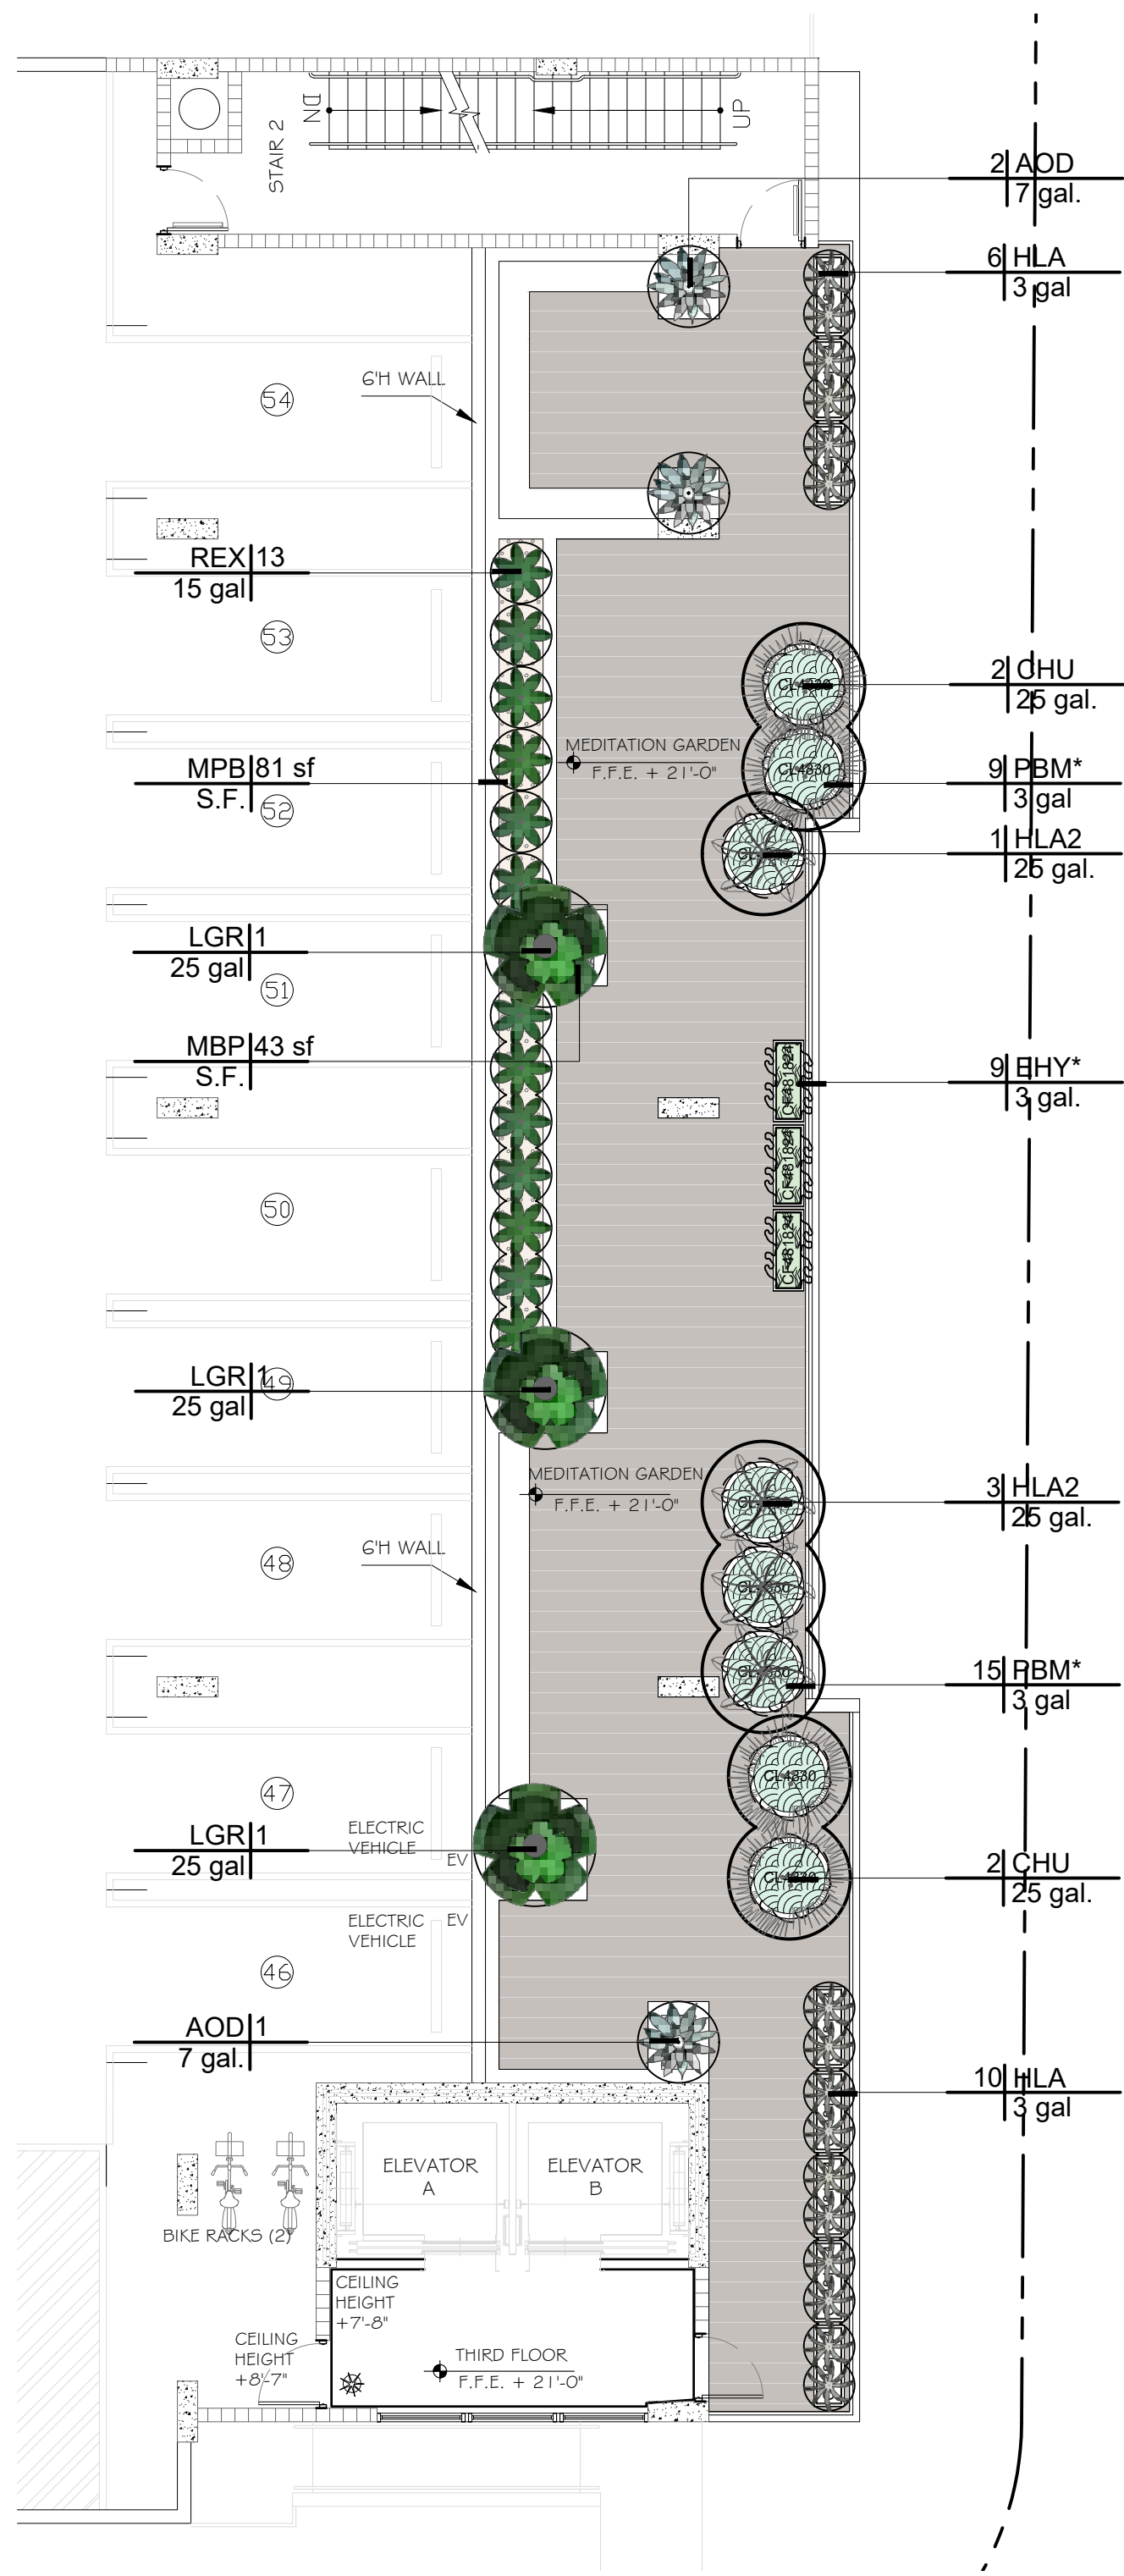 DN
UP
STAIR 2
2 AOD
7 gal.
6 HLA
3 gal
54
6'H WALL
REX 13
15 gal
53
2 CHU
25 gal.
MEDITATION GARDEN
F.F.E. + 21'-0"
CL4830
MPB 81 sf
S.F.
52
9 PBM*
3 gal
1 HLA2
25 gal.
LGR 1
25 gal
51
MBP 43 sf
S.F.
9 EHY*
3 gal.
CF481824
CF481824
CF481824
50
LGR 1
25 gal
49
MEDITATION GARDEN
F.F.E. + 21'-0"
3 HLA2
25 gal.
6'H WALL
48
15 PBM*
3 gal
CL4830
47
ELECTRIC
VEHICLE
EV
LGR 1
25 gal
2 CHU
25 gal.
ELECTRIC
VEHICLE
EV
46
AOD 1
7 gal.
10 HLA
3 gal
ELEVATOR
A
ELEVATOR
B
BIKE RACKS (2)
CEILING
HEIGHT
+7'-8"
CEILING
HEIGHT
+8'-7"
THIRD FLOOR
F.F.E. + 21'-0"